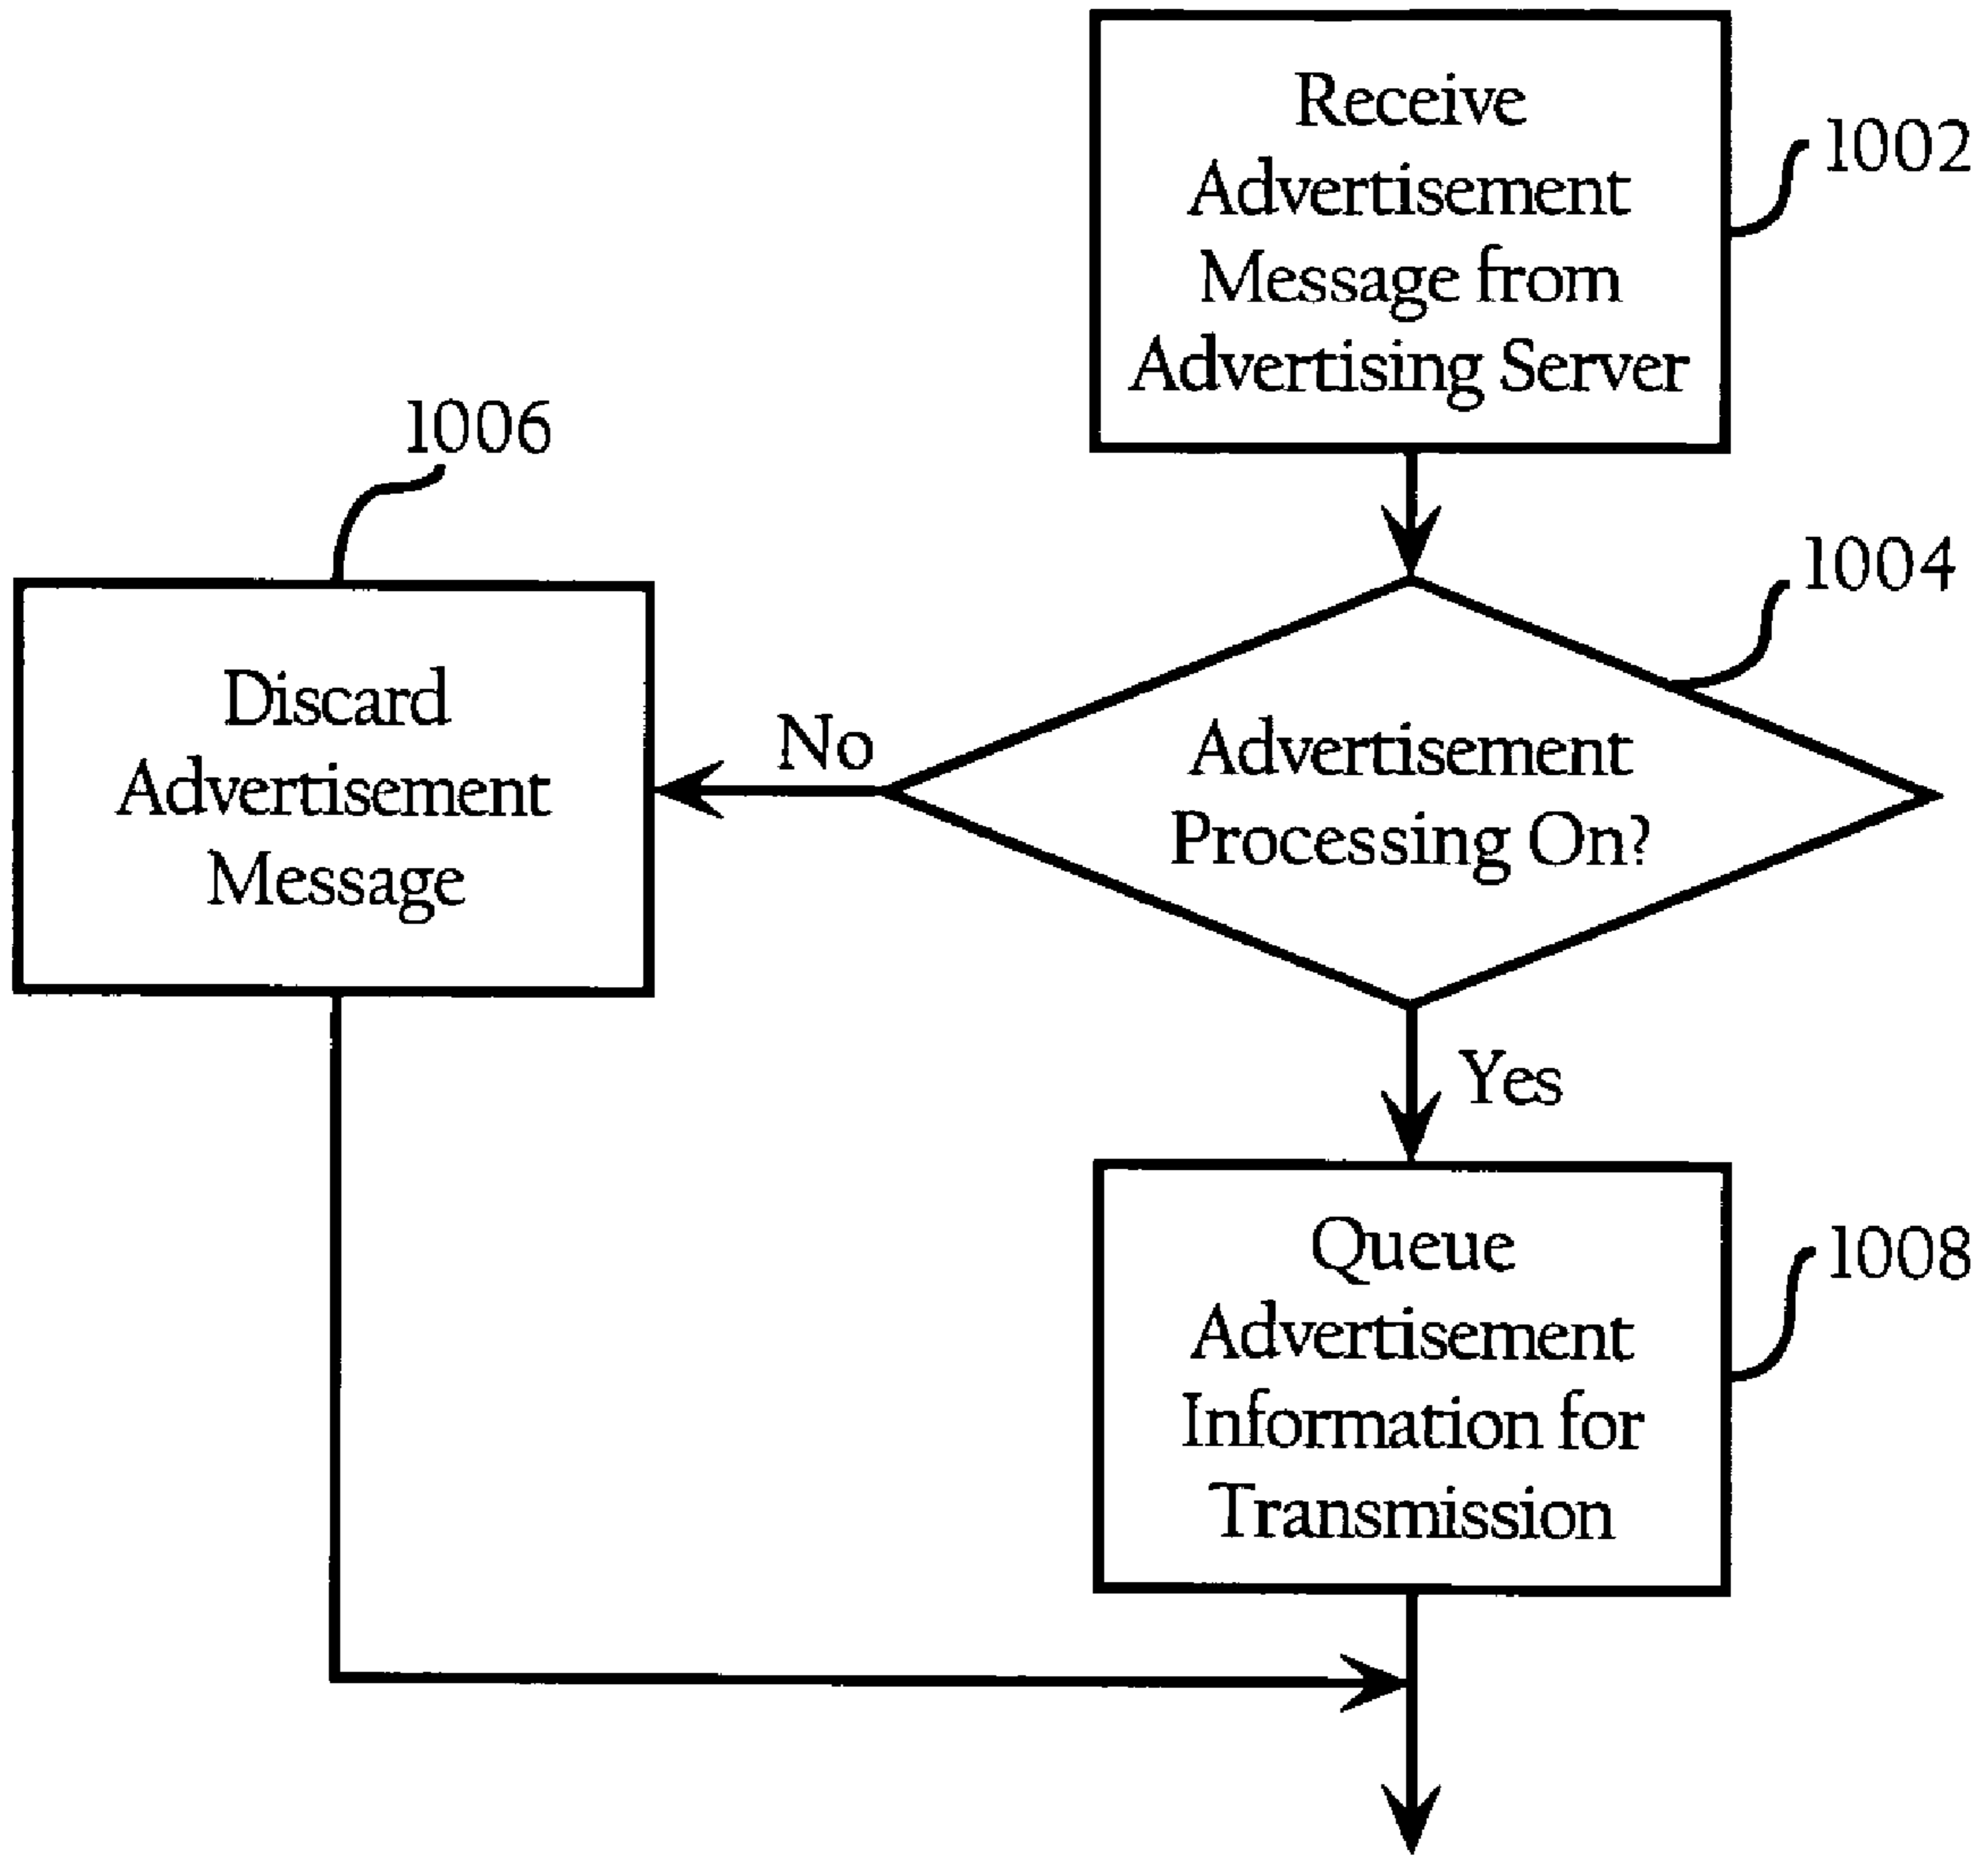 Receive
Advertisement
Message from
Advertising Server
1002
1006
1004
Discard
Advertisement
Message
No
Advertisement
Processing On?
Yes
Queue
Advertisement
Information for
Transmission
1008